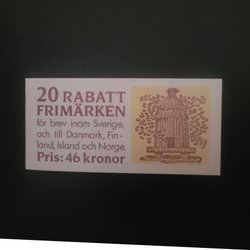 20 RABATT
FRIMÄRKEN
för brev inom Sverige,
och till Danmark, Fin-
land, Island och Norge.
Pris: 46 kronor